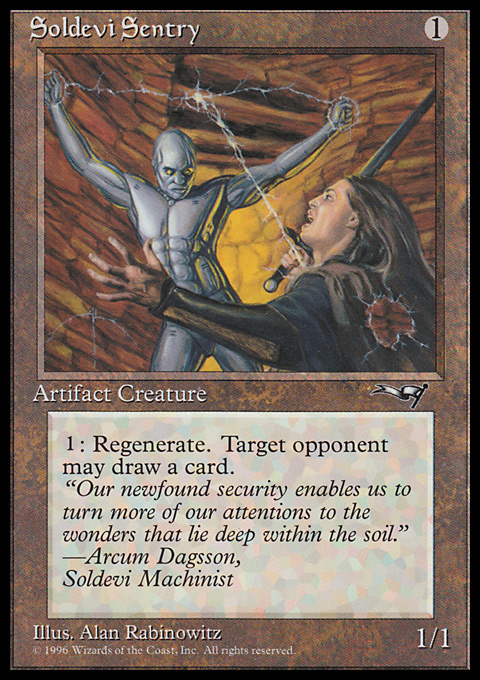 Soldevi Sentry 1
Artifact Creature
1: Regenerate. Target opponent
may draw a card.
“Our newfound security enables us to
turn more of our attentions to the
wonders that lie deep within the soil.”
—Arcum Dagsson,
Soldevi Machinist
Illus. Alan Rabinowitz
© 1996 Wizards of the Coast, Inc. All rights reserved.
1/1